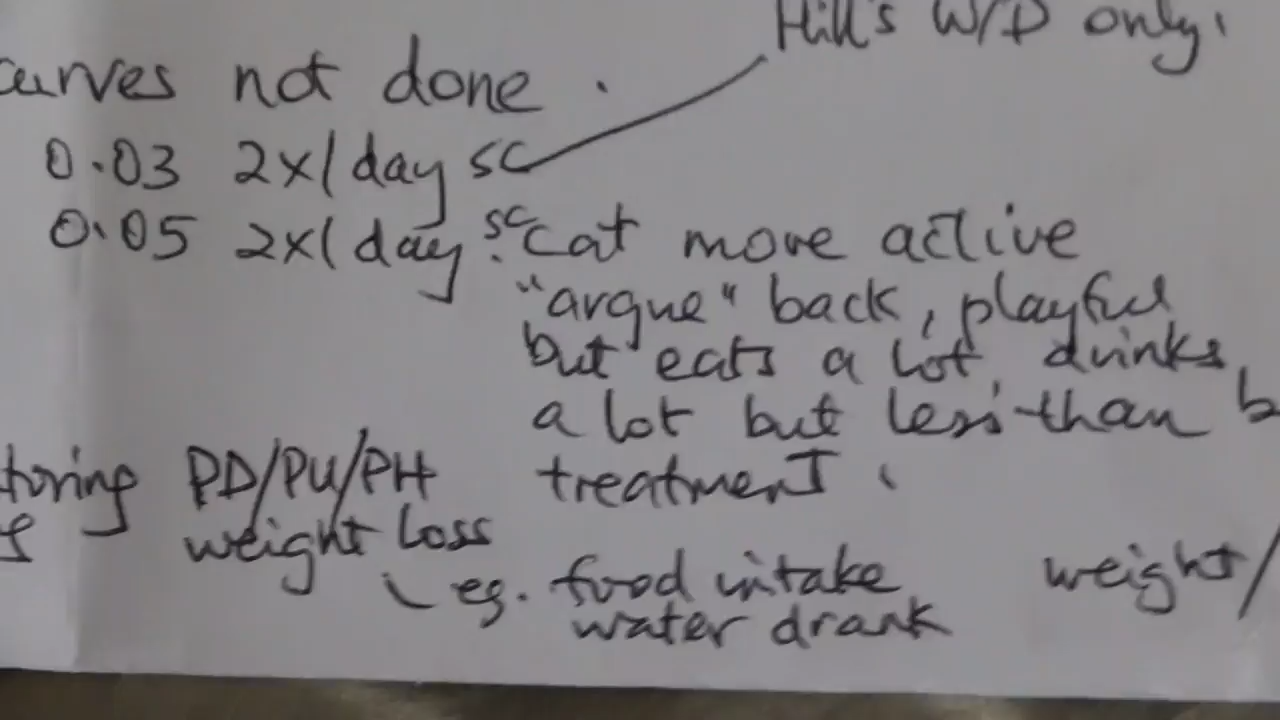 Hill's W/D only.
curves not done.
0.03 2x/day sc
0.05 2x/day sc. cat more active
"argue" back, playful
but eats a lot, drinks
a lot but less than b
toring PD/PU/PH treatment.
weight loss
eg. food intake weight/
water drank